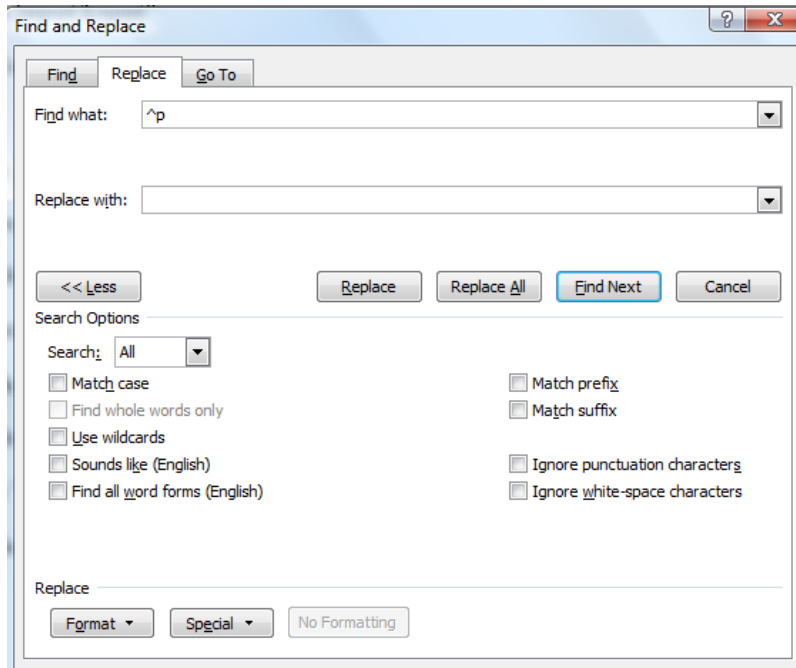 Find and Replace
Find Replace Go To
Find what: ^p
Replace with:
<< Less Replace Replace All Find Next Cancel
Search Options
Search: All
Match case Match prefix
Find whole words only Match suffix
Use wildcards
Sounds like (English) Ignore punctuation characters
Find all word forms (English) Ignore white-space characters
Replace
Format Special No Formatting